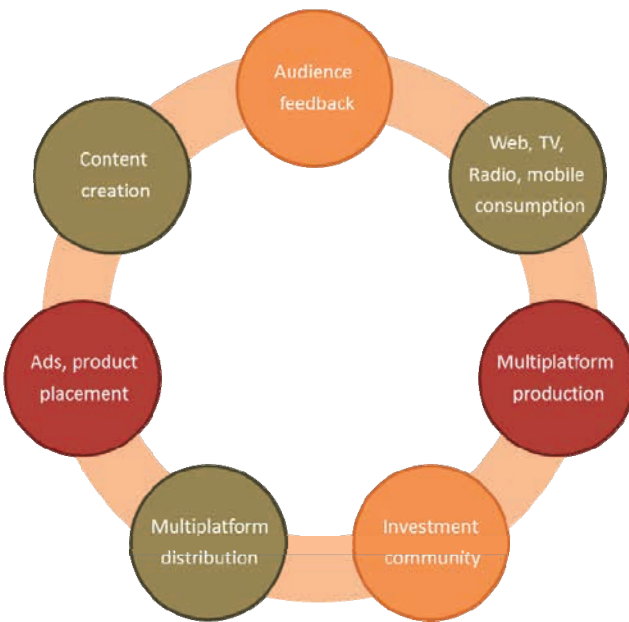 Audience
feedback
Web, TV,
Radio, mobile
consumption
Multiplatform
production
Investment
community
Multiplatform
distribution
Ads, product
placement
Content
creation